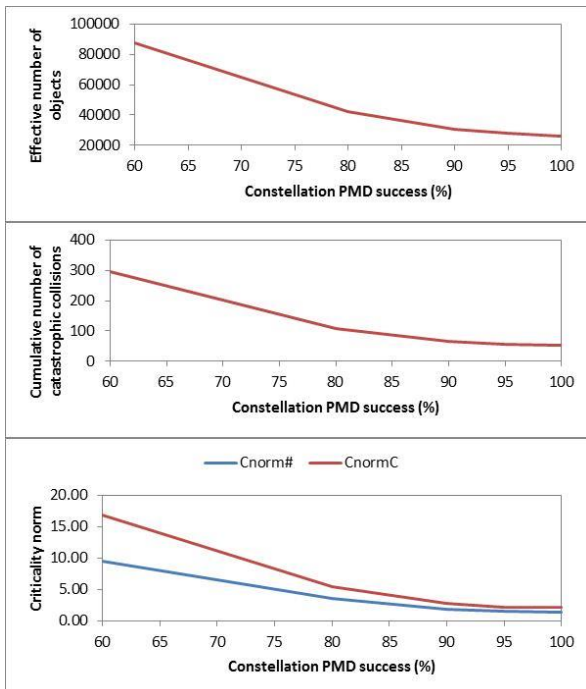 Effective number of
objects
100000
80000
60000
40000
20000
60 65 70 75 80 85 90 95 100
Constellation PMD success (%)
Cumulative number of
catastrophic collisions
400
300
200
100
0
60 65 70 75 80 85 90 95 100
Constellation PMD success (%)
Cnorm# CnormC
Criticality norm
20.00
15.00
10.00
5.00
0.00
60 65 70 75 80 85 90 95 100
Constellation PMD success (%)